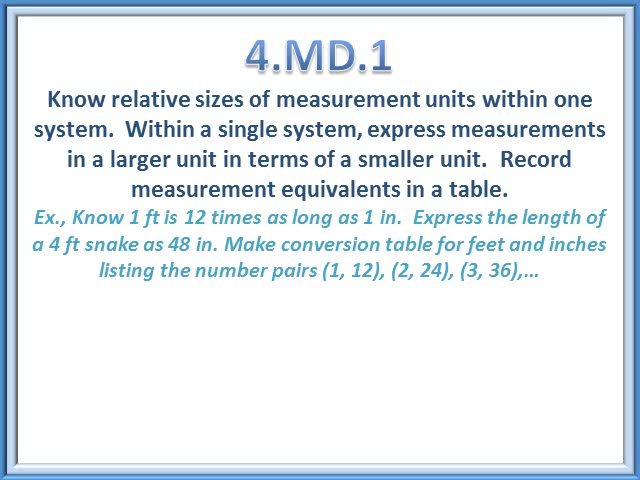 4.MD.1
Know relative sizes of measurement units within one
system.  Within a single system, express measurements
in a larger unit in terms of a smaller unit.  Record
measurement equivalents in a table.
Ex., Know 1 ft is 12 times as long as 1 in.  Express the length of
a 4 ft snake as 48 in. Make conversion table for feet and inches
listing the number pairs (1, 12), (2, 24), (3, 36),...